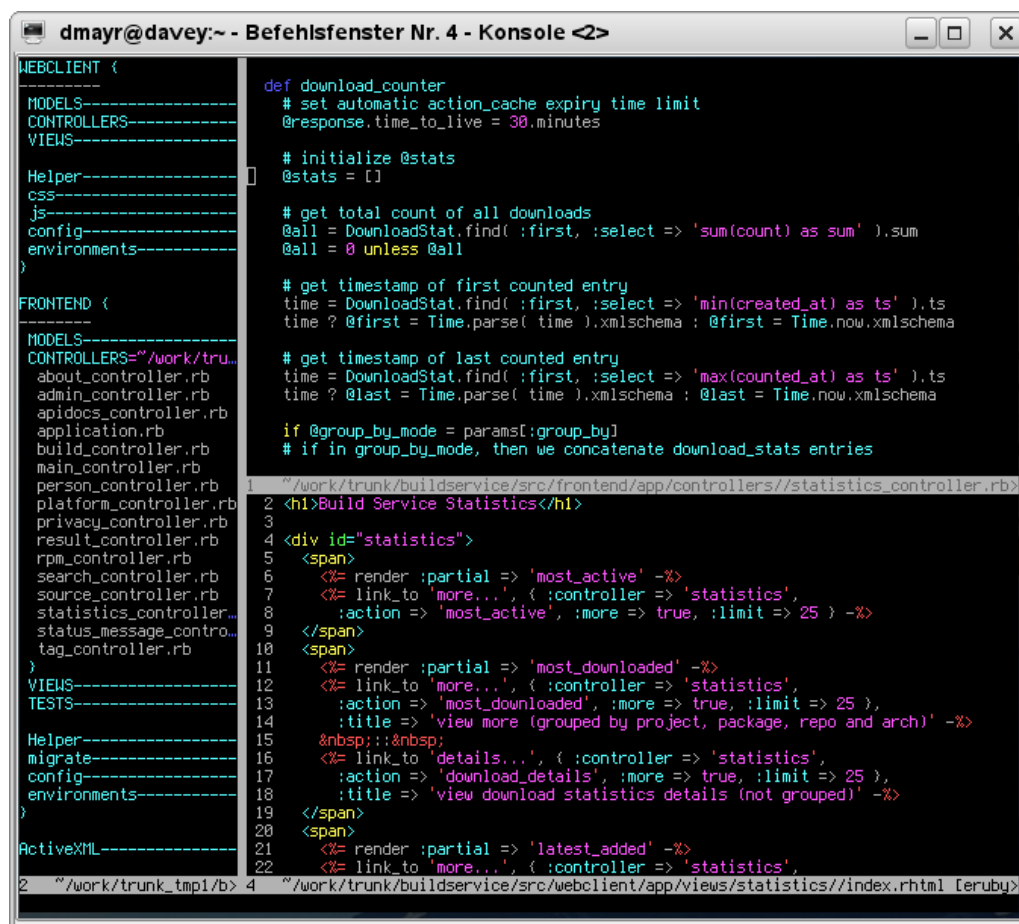 dmayr@davey:~ - Befehlsfenster Nr. 4 - Konsole <2>
WEBCLIENT {
---------
MODELS-----------------
CONTROLLERS------------
VIEWS------------------
Helper-----------------
css--------------------
js---------------------
config-----------------
environments-----------
}
FRONTEND {
--------
MODELS-----------------
CONTROLLERS="~/work/tru…
about_controller.rb
admin_controller.rb
apidocs_controller.rb
application.rb
build_controller.rb
main_controller.rb
person_controller.rb
platform_controller.rb
privacy_controller.rb
result_controller.rb
rpm_controller.rb
search_controller.rb
source_controller.rb
statistics_controller…
status_message_contro…
tag_controller.rb
}
VIEWS------------------
TESTS------------------
Helper-----------------
migrate----------------
config-----------------
environments-----------
}
ActiveXML---------------
2 ~/work/trunk_tmp1/b>
def download_counter
# set automatic action_cache expiry time limit
@response.time_to_live = 30.minutes
# initialize @stats
@stats = []
# get total count of all downloads
@all = DownloadStat.find( :first, :select => 'sum(count) as sum' ).sum
@all = 0 unless @all
# get timestamp of first counted entry
time = DownloadStat.find( :first, :select => 'min(created_at) as ts' ).ts
time ? @first = Time.parse( time ).xmlschema : @first = Time.now.xmlschema
# get timestamp of last counted entry
time = DownloadStat.find( :first, :select => 'max(counted_at) as ts' ).ts
time ? @last = Time.parse( time ).xmlschema : @last = Time.now.xmlschema
if @group_by_mode = params[:group_by]
# if in group_by_mode, then we concatenate download_stats entries
1 ~/work/trunk/buildservice/src/frontend/app/controllers//statistics_controller.rb>
2 <h1>Build Service Statistics</h1>
3
4 <div id="statistics">
5 <span>
6 <%= render :partial => 'most_active' -%>
7 <%= link_to 'more...', { :controller => 'statistics',
8 :action => 'most_active', :more => true, :limit => 25 } -%>
9 </span>
10 <span>
11 <%= render :partial => 'most_downloaded' -%>
12 <%= link_to 'more...', { :controller => 'statistics',
13 :action => 'most_downloaded', :more => true, :limit => 25 },
14 :title => 'view more (grouped by project, package, repo and arch)' -%>
15 &nbsp;::&nbsp;
16 <%= link_to 'details...', { :controller => 'statistics',
17 :action => 'download_details', :more => true, :limit => 25 },
18 :title => 'view download statistics details (not grouped)' -%>
19 </span>
20 <span>
21 <%= render :partial => 'latest_added' -%>
22 <%= link_to 'more...', { :controller => 'statistics',
4 ~/work/trunk/buildservice/src/webclient/app/views/statistics//index.rhtml [eruby>